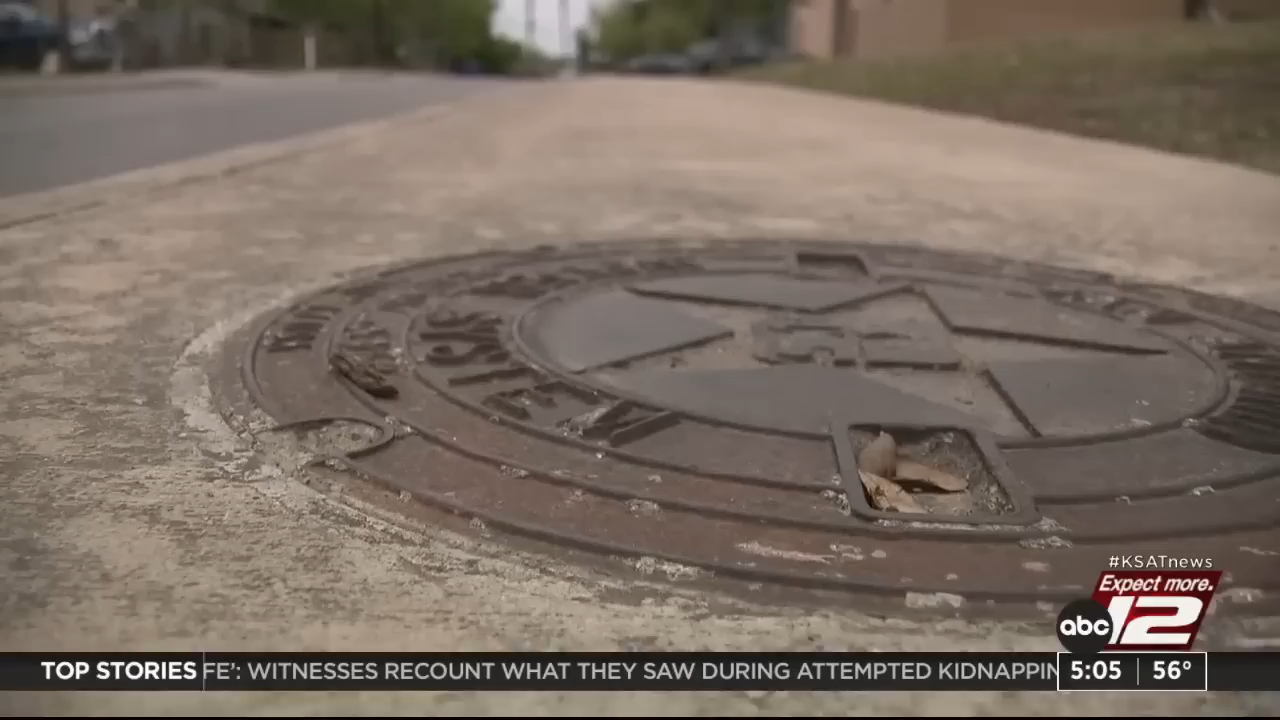 SYSTEM
#KSATnews
Expect more.
abc 12
TOP STORIES FE': WITNESSES RECOUNT WHAT THEY SAW DURING ATTEMPTED KIDNAPPIN 5:05 56°